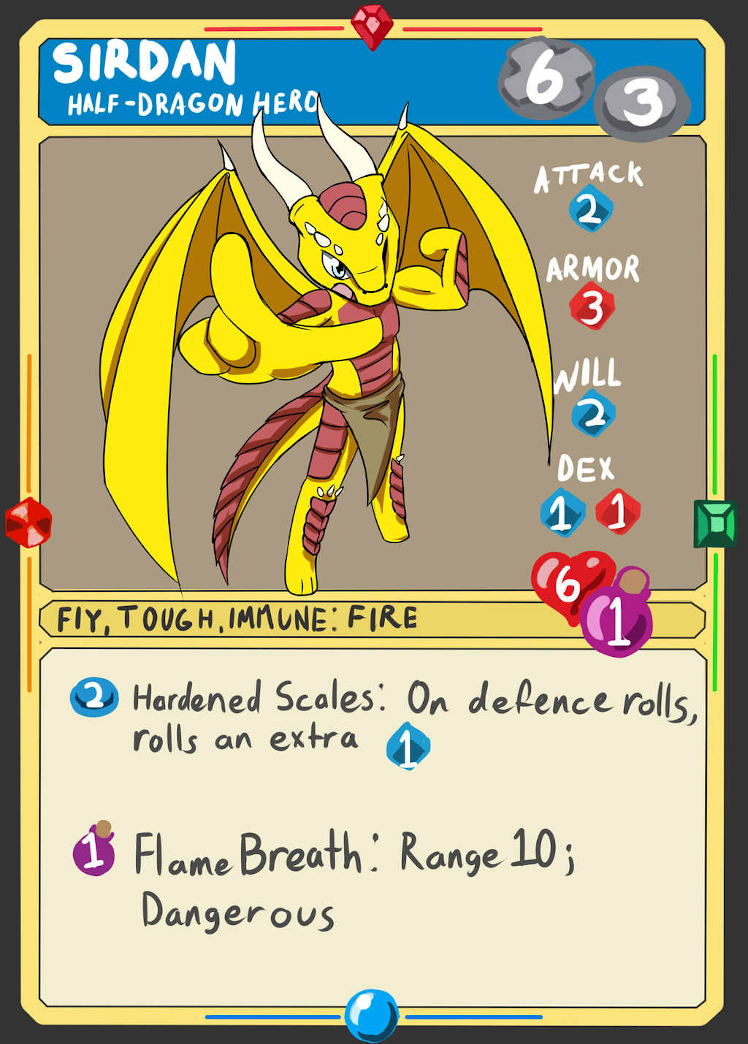 SIRDAN
HALF-DRAGON HERO
6
3
ATTACK
2
ARMOR
3
WILL
2
DEX
1 1
6
1
FlY, TOUGH, IMMUNE: FIRE
2 Hardened Scales: On defence rolls,
rolls an extra 1
1 Flame Breath: Range 10;
Dangerous